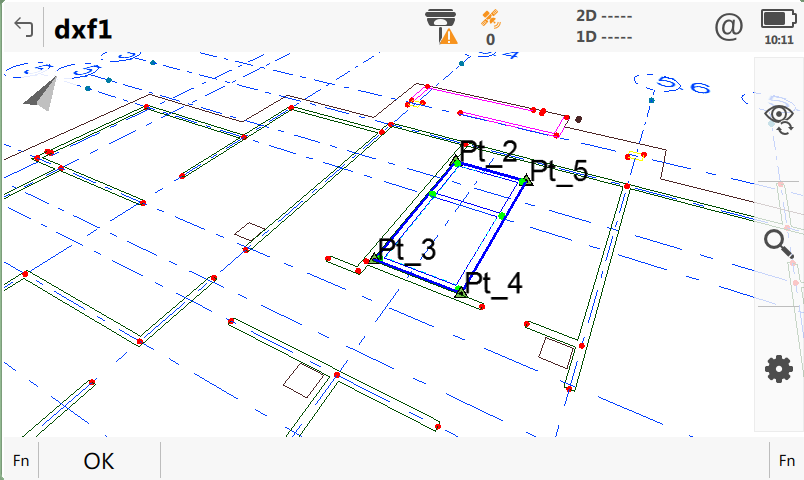 dxf1
0
2D -----
1D -----
@
10:11
5 6
Pt_2
Pt_5
Pt_3
Pt_4
Fn
OK
Fn